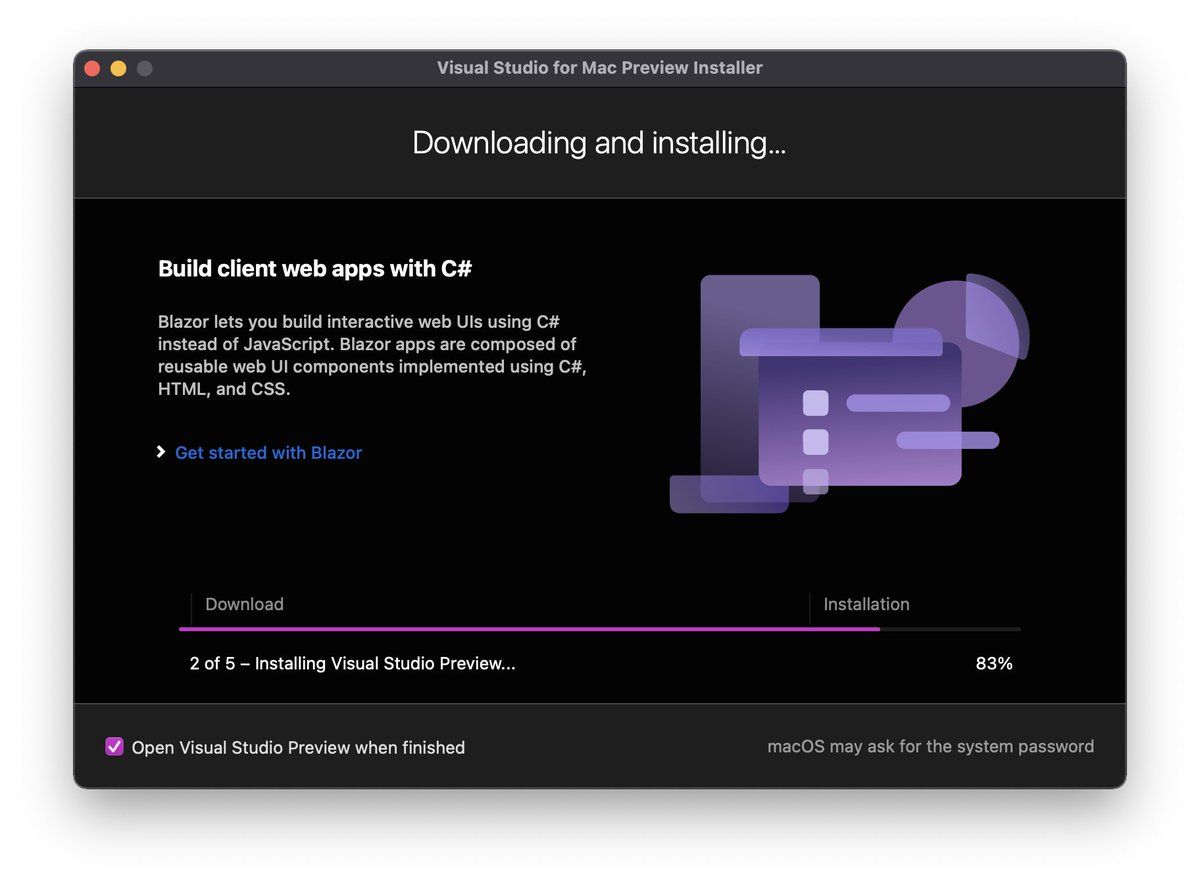 Visual Studio for Mac Preview Installer
Downloading and installing...
Build client web apps with C#
Blazor lets you build interactive web UIs using C#
instead of JavaScript. Blazor apps are composed of
reusable web UI components implemented using C#,
HTML, and CSS.
Get started with Blazor
Download
Installation
2 of 5 – Installing Visual Studio Preview...
83%
Open Visual Studio Preview when finished
macOS may ask for the system password